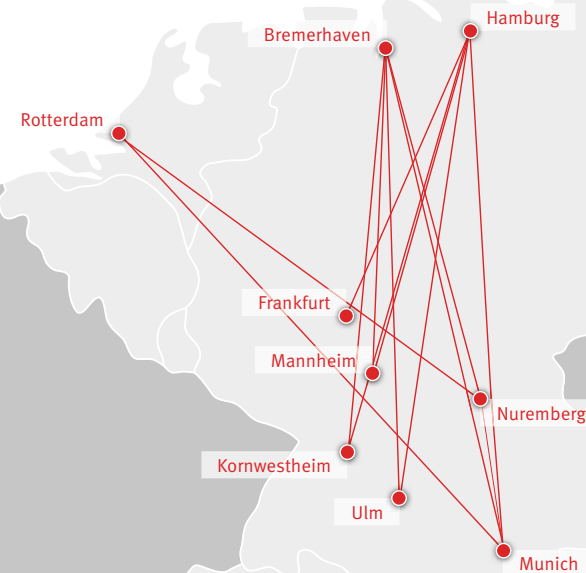 Hamburg
Bremerhaven
Rotterdam
Frankfurt
Mannheim
Nuremberg
Kornwestheim
Ulm
Munich